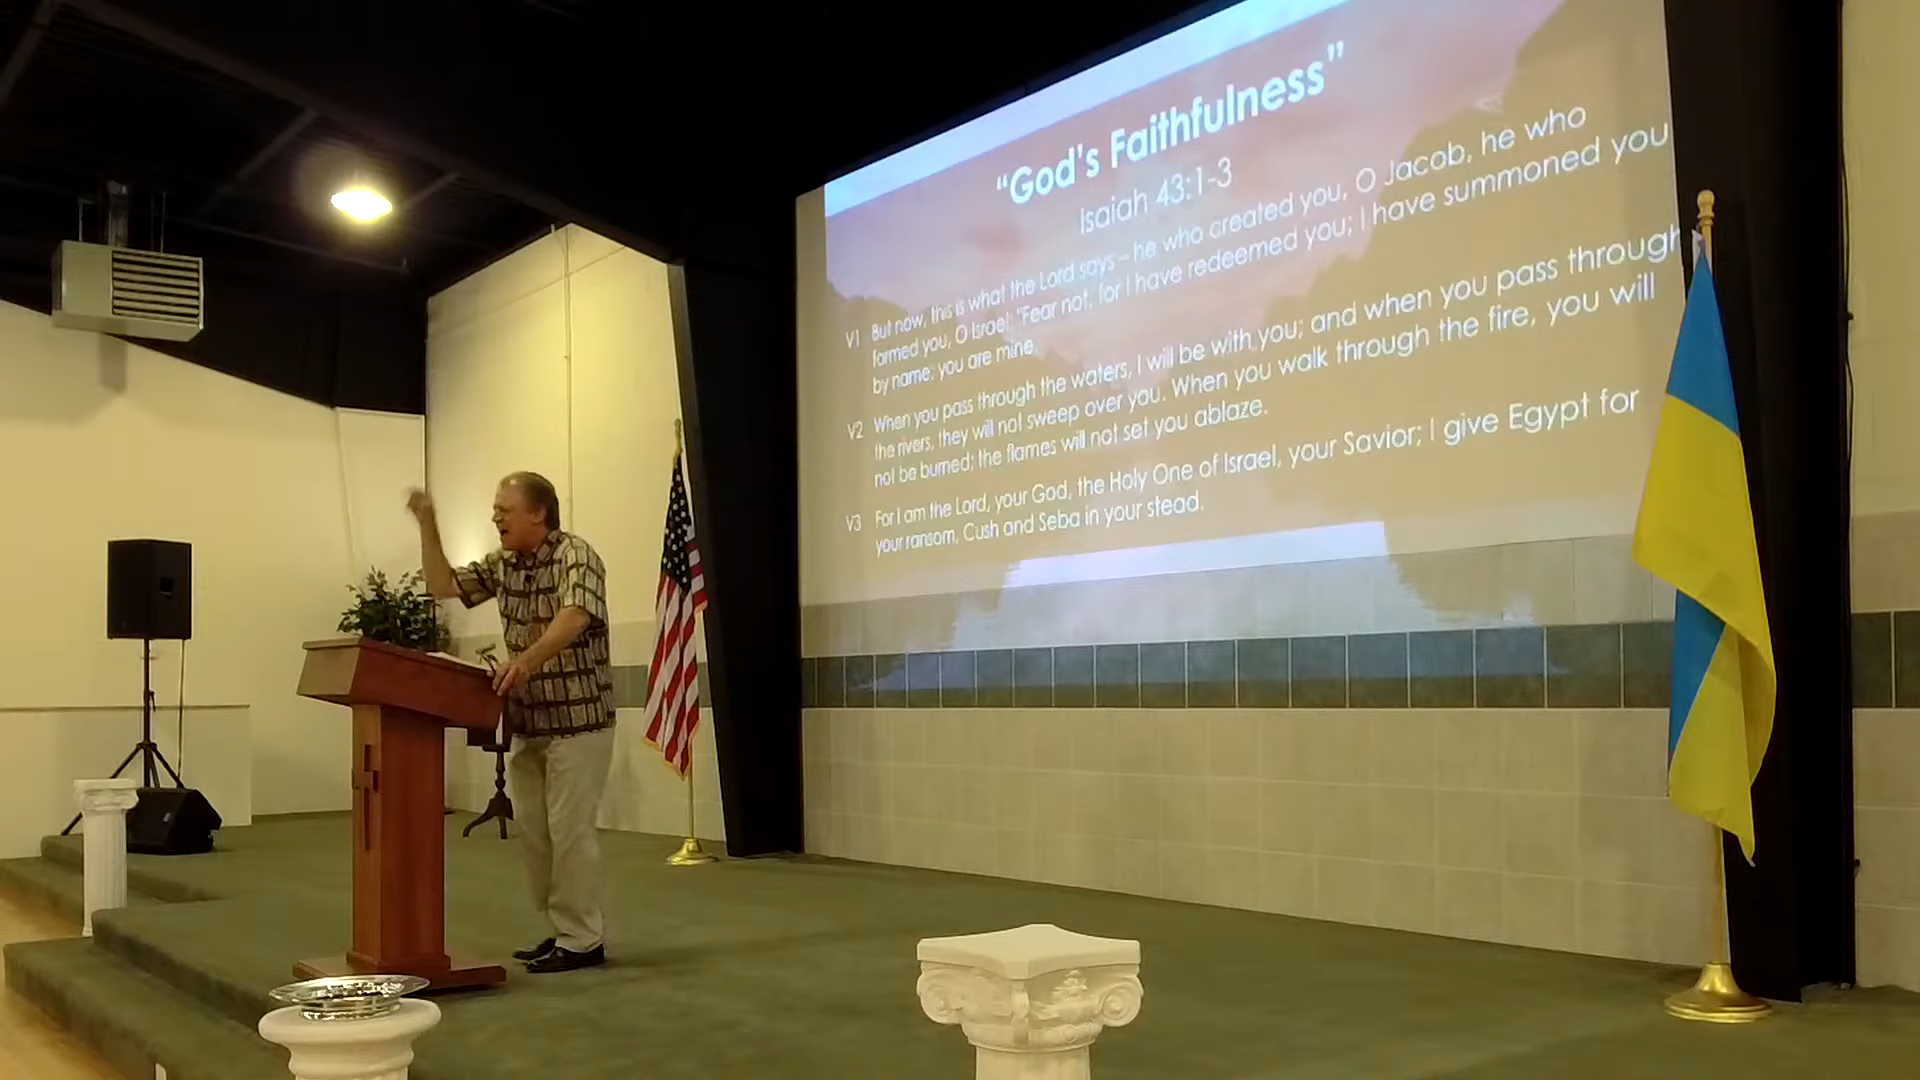 “God's Faithfulness”
Isaiah 43:1-3
V1 But now, this is what the Lord says – he who created you, O Jacob, he who
formed you, O Israel: "Fear not, for I have redeemed you; I have summoned you
by name; you are mine.
V2 When you pass through the waters, I will be with you; and when you pass through
the rivers, they will not sweep over you. When you walk through the fire, you will
not be burned; the flames will not set you ablaze.
V3 For I am the Lord, your God, the Holy One of Israel, your Savior; I give Egypt for
your ransom, Cush and Seba in your stead.